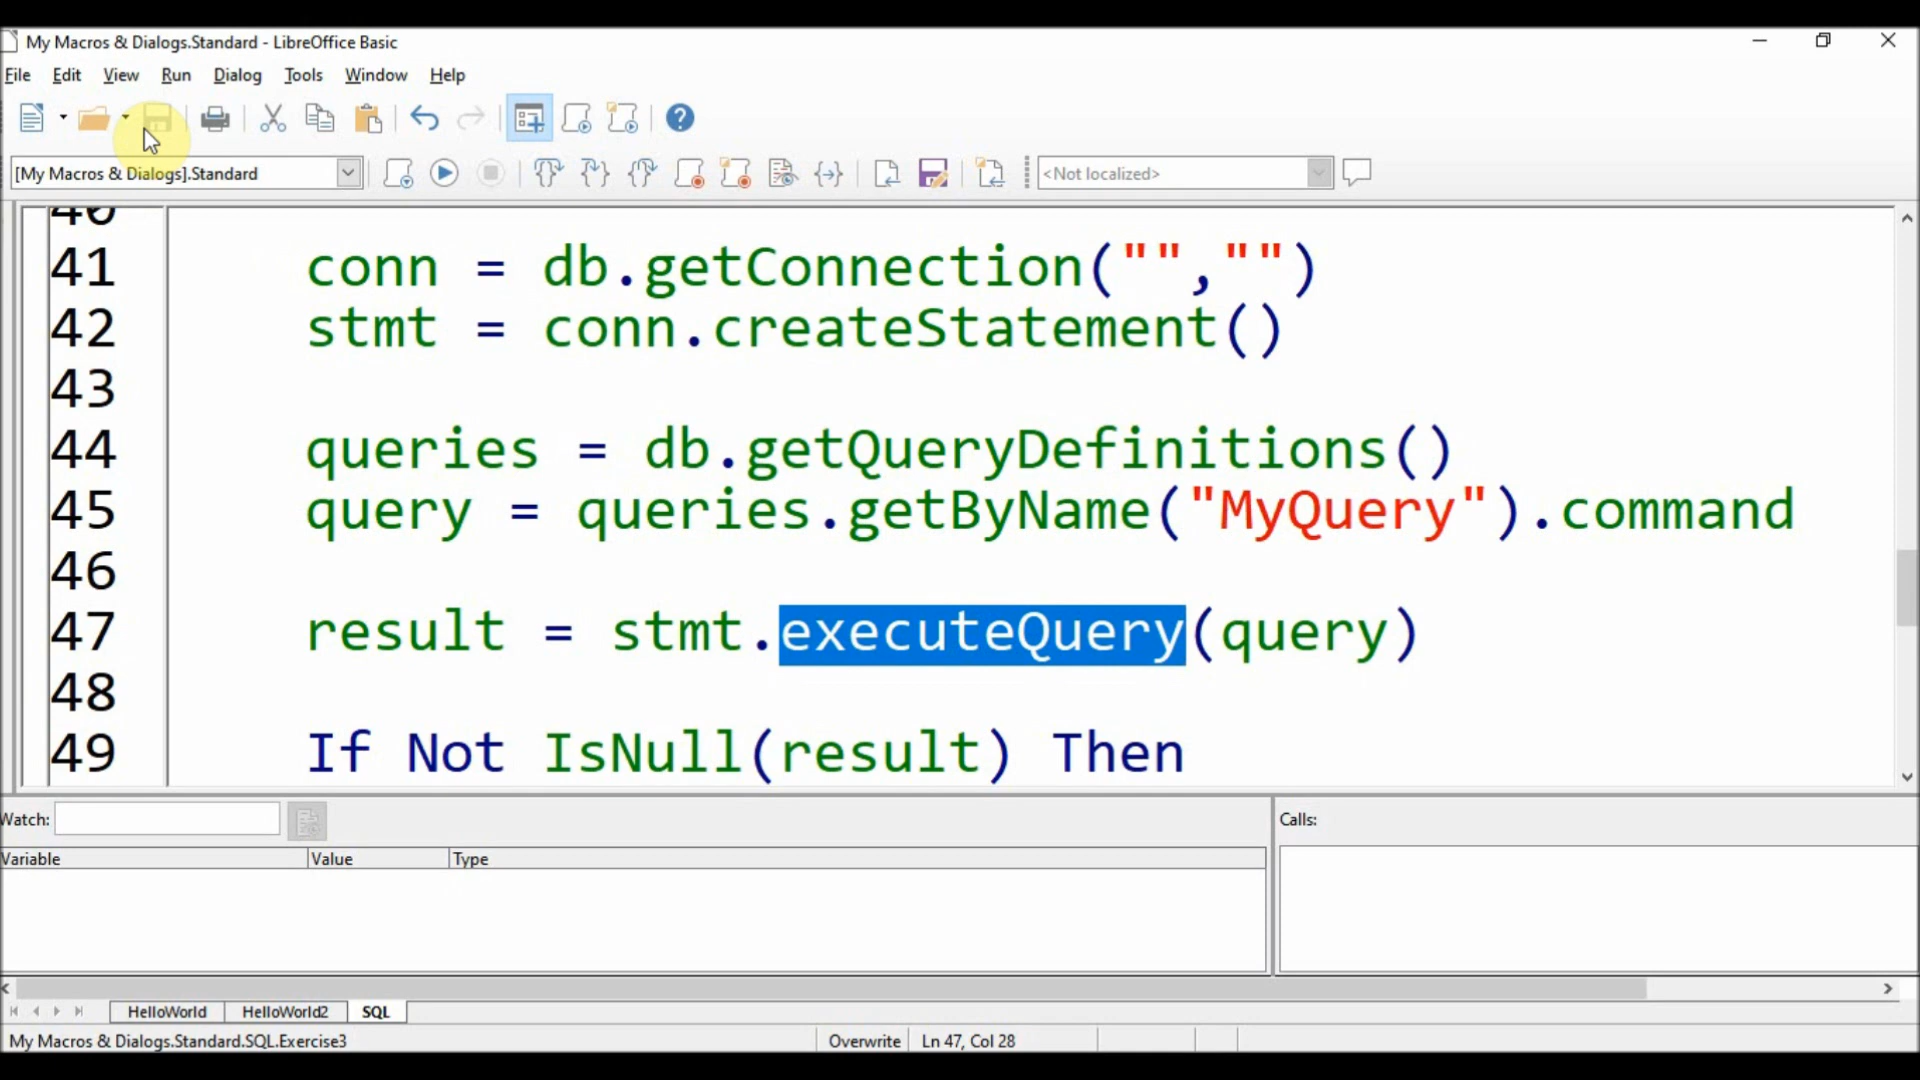 My Macros & Dialogs.Standard - LibreOffice Basic
File Edit View Run Dialog Tools Window Help
[My Macros & Dialogs].Standard <Not localized>
40
41 conn = db.getConnection("","")
42 stmt = conn.createStatement()
43
44 queries = db.getQueryDefinitions()
45 query = queries.getByName("MyQuery").command
46
47 result = stmt.executeQuery(query)
48
49 If Not IsNull(result) Then
Watch: Calls:
Variable Value Type
HelloWorld HelloWorld2 SQL
My Macros & Dialogs.Standard.SQL.Exercise3 Overwrite Ln 47, Col 28